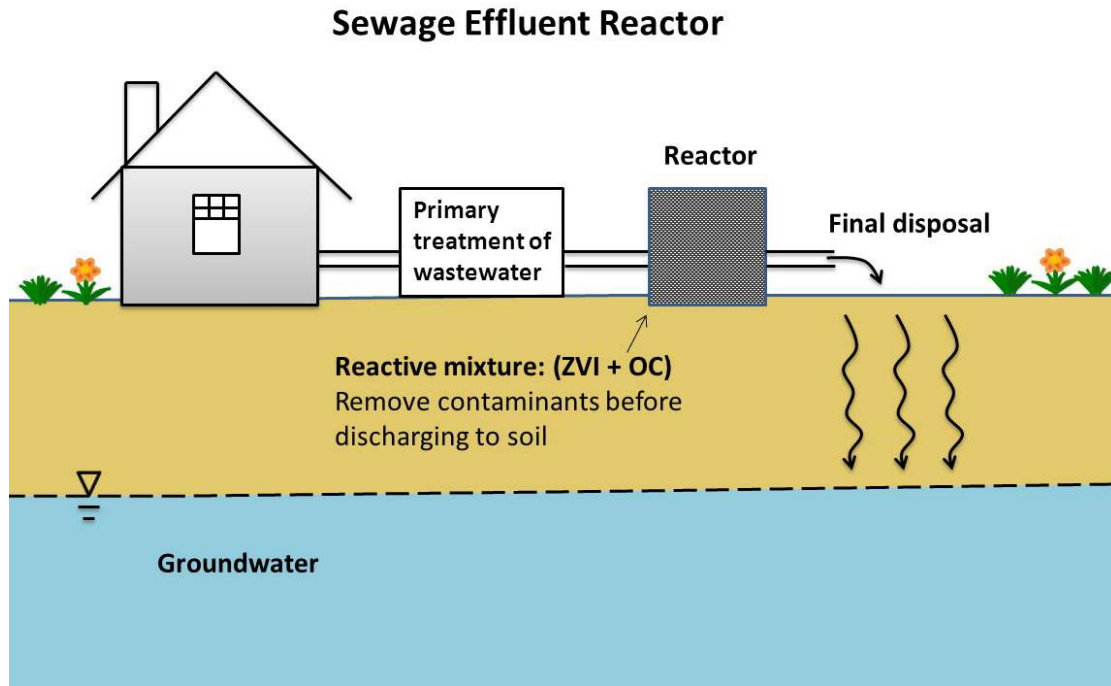 Sewage Effluent Reactor
Reactor
Primary
treatment of
wastewater
Final disposal
Reactive mixture: (ZVI + OC)
Remove contaminants before
discharging to soil
Groundwater